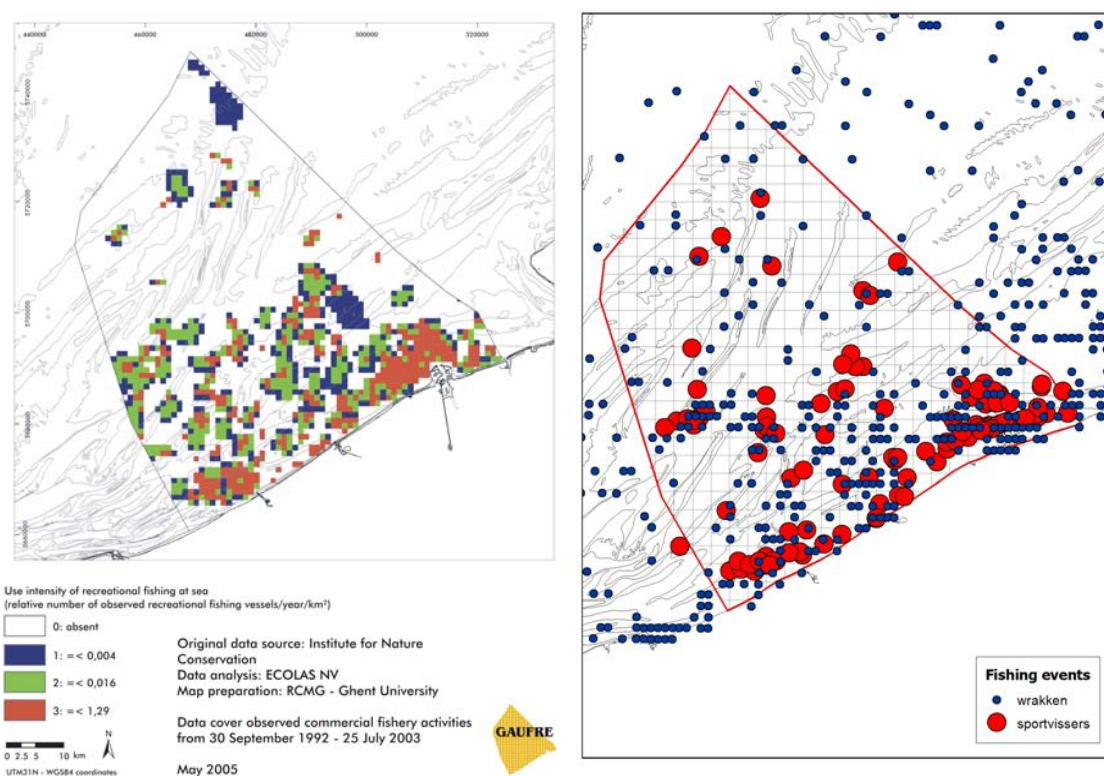 440000 460000 480000 500000 520000
5740000
5720000
5700000
5680000
5660000
Use intensity of recreational fishing at sea
(relative number of observed recreational fishing vessels/year/km²)
0: absent
1: =< 0,004
2: =< 0,016
3: =< 1,29
0 2.5 5 10 km
N
UTM31N - WGS84 coordinates
Original data source: Institute for Nature
Conservation
Data analysis: ECOLAS NV
Map preparation: RCMG - Ghent University
Data cover observed commercial fishery activities
from 30 September 1992 - 25 July 2003
May 2005
GAUFRE
Fishing events
wrakken
sportvissers